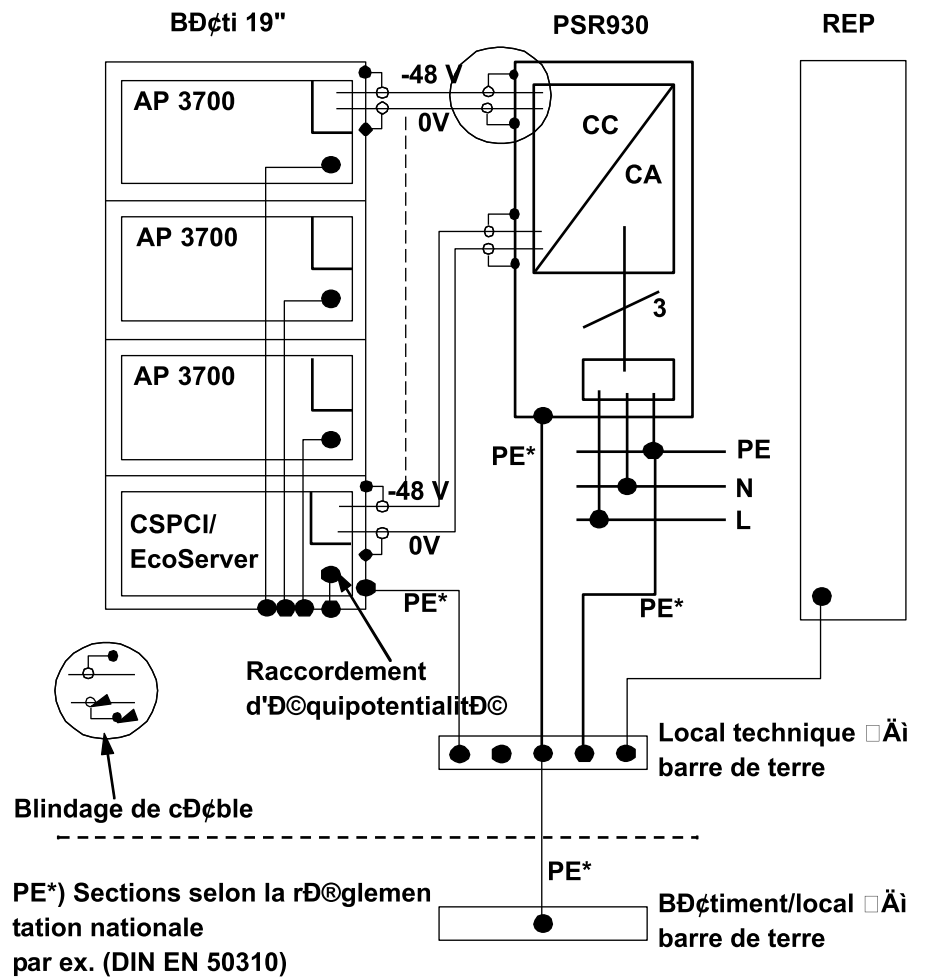 BÐ¢ti 19"
PSR930
REP
-48 V
AP 3700
0V
CC
CA
AP 3700
3
AP 3700
PE*
PE
-48 V
N
CSPCI/
L
0V
EcoServer
PE*
PE*
Raccordement
d'Ð©quipotentialitÐ©
Local technique □Äì
barre de terre
Blindage de cÐ¢ble
PE*
PE*) Sections selon la rÐ®glemen
tation nationale
par ex. (DIN EN 50310)
BÐ¢timent/local □Äì
barre de terre